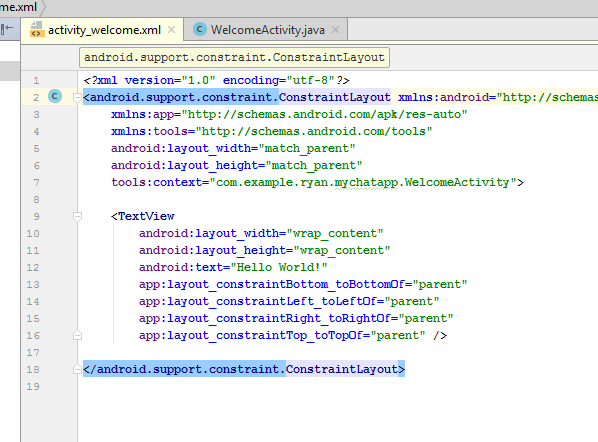 me.xml
activity_welcome.xml WelcomeActivity.java
android.support.constraint.ConstraintLayout
1 <?xml version="1.0" encoding="utf-8"?>
2 C <android.support.constraint.ConstraintLayout xmlns:android="http://schemas
3 xmlns:app="http://schemas.android.com/apk/res-auto"
4 xmlns:tools="http://schemas.android.com/tools"
5 android:layout_width="match_parent"
6 android:layout_height="match_parent"
7 tools:context="com.example.ryan.mychatapp.WelcomeActivity">
8
9 <TextView
10 android:layout_width="wrap_content"
11 android:layout_height="wrap_content"
12 android:text="Hello World!"
13 app:layout_constraintBottom_toBottomOf="parent"
14 app:layout_constraintLeft_toLeftOf="parent"
15 app:layout_constraintRight_toRightOf="parent"
16 app:layout_constraintTop_toTopOf="parent" />
17
18 </android.support.constraint.ConstraintLayout>
19